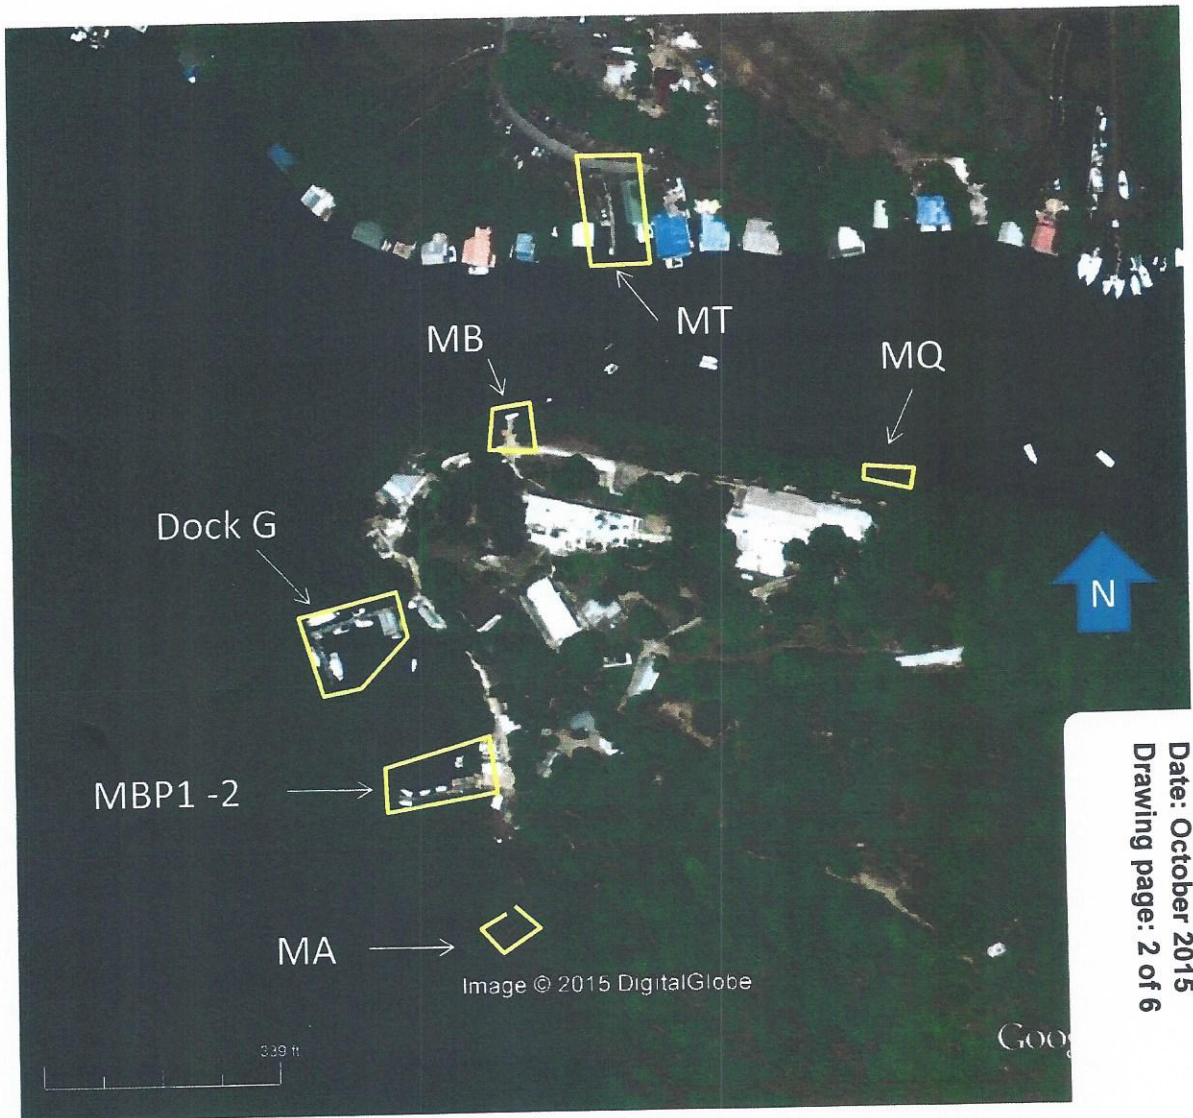 MT
MB
MQ
Dock G
N
MBP1 -2
MA
Image © 2015 DigitalGlobe
339 ft
Date: October 2015
Drawing page: 2 of 6